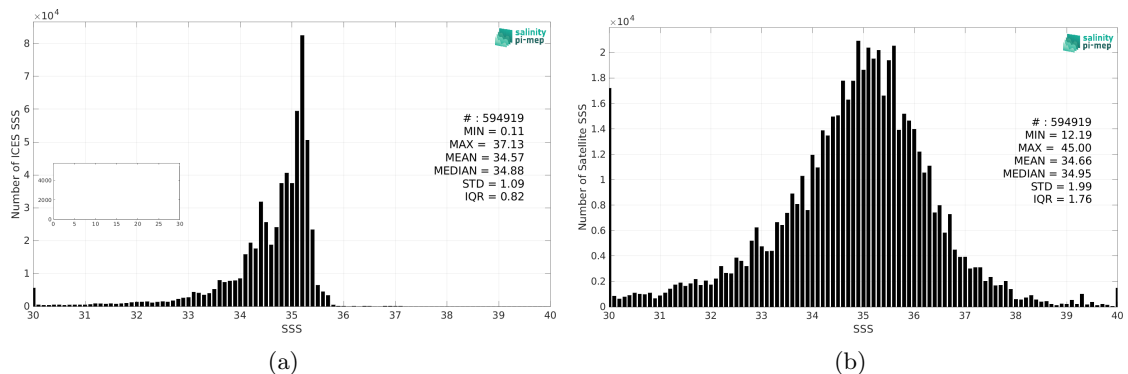 ×10⁴
8
7
6
5
4
3
2
1
0
Number of ICES SSS
4000
2000
0
0 5 10 15 20 25 30
salinity
pi-mep
# : 594919
MIN = 0.11
MAX = 37.13
MEAN = 34.57
MEDIAN = 34.88
STD = 1.09
IQR = 0.82
30 31 32 33 34 35 36 37 38 39 40
SSS
(a)
×10⁴
2
1.8
1.6
1.4
1.2
1
0.8
0.6
0.4
0.2
0
Number of Satellite SSS
salinity
pi-mep
# : 594919
MIN = 12.19
MAX = 45.00
MEAN = 34.66
MEDIAN = 34.95
STD = 1.99
IQR = 1.76
30 31 32 33 34 35 36 37 38 39 40
SSS
(b)